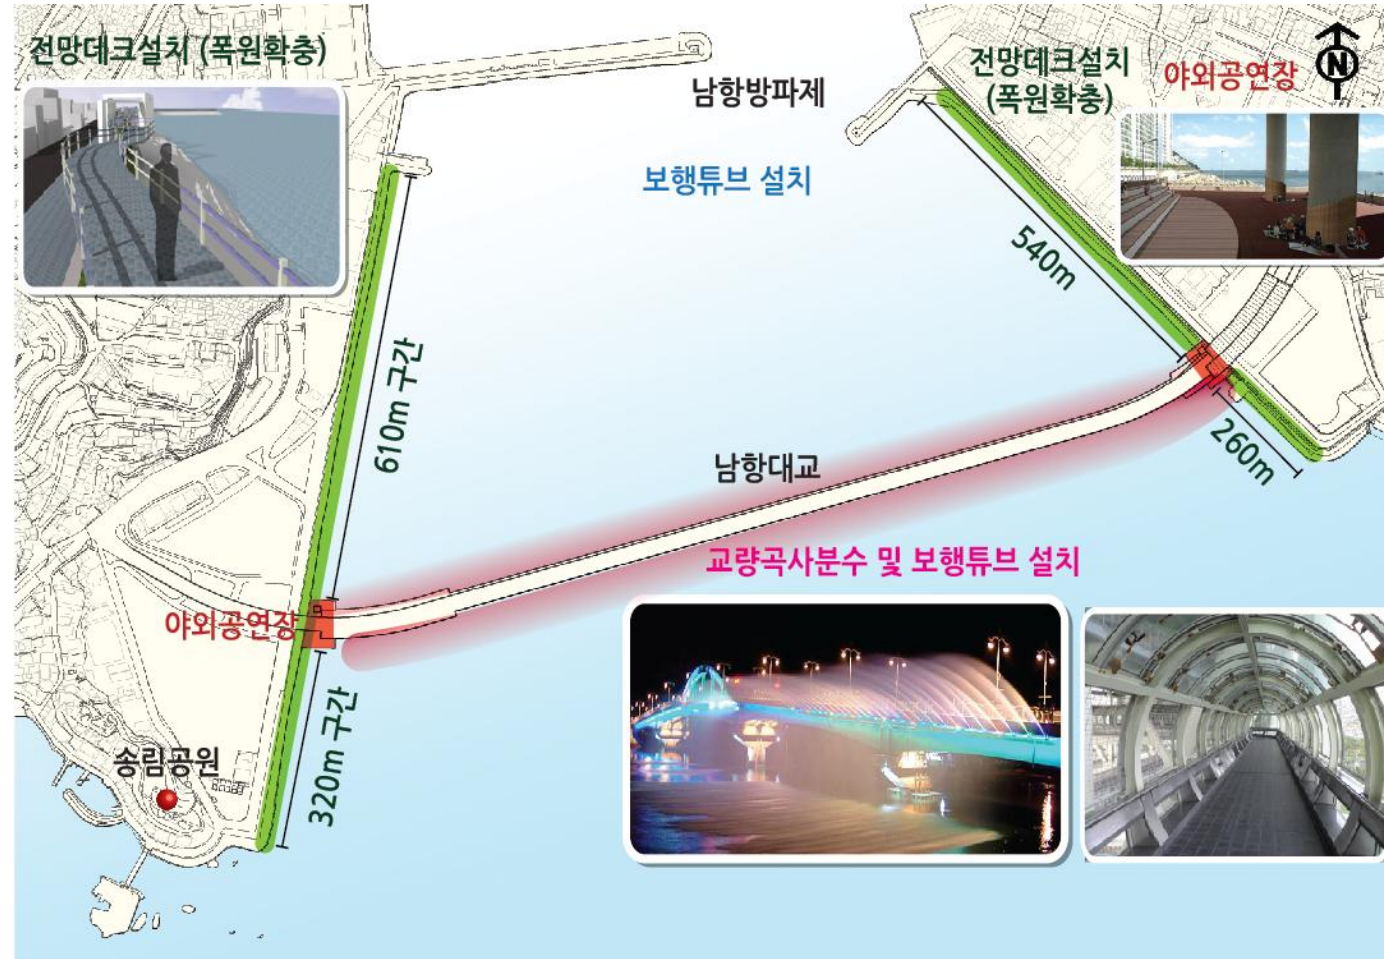 전망데크설치 (폭원확충)
남항방파제
전망데크설치
(폭원확충)
야외공연장
N
보행튜브 설치
540m
610m 구간
260m
남항대교
교량곡사분수 및 보행튜브 설치
야외공연장
320m 구간
송림공원